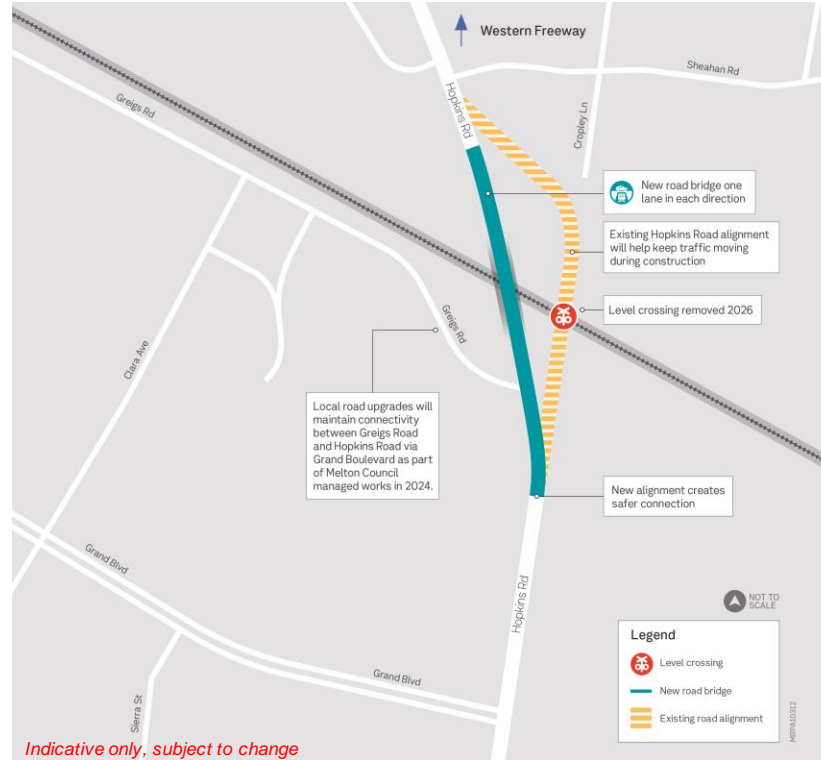 Western Freeway
Sheahan Rd
Hopkins Rd
Cropley Ln
Greigs Rd
New road bridge one
lane in each direction
Existing Hopkins Road alignment
will help keep traffic moving
during construction
Level crossing removed 2026
Greigs Rd
Clara Ave
Local road upgrades will
maintain connectivity
between Greigs Road
and Hopkins Road via
Grand Boulevard as part
of Melton Council
managed works in 2024.
New alignment creates
safer connection
Grand Blvd
Hopkins Rd
NOT TO
SCALE
Legend
Level crossing
New road bridge
Existing road alignment
Grand Blvd
Sierra St
MRPA10312
Indicative only, subject to change